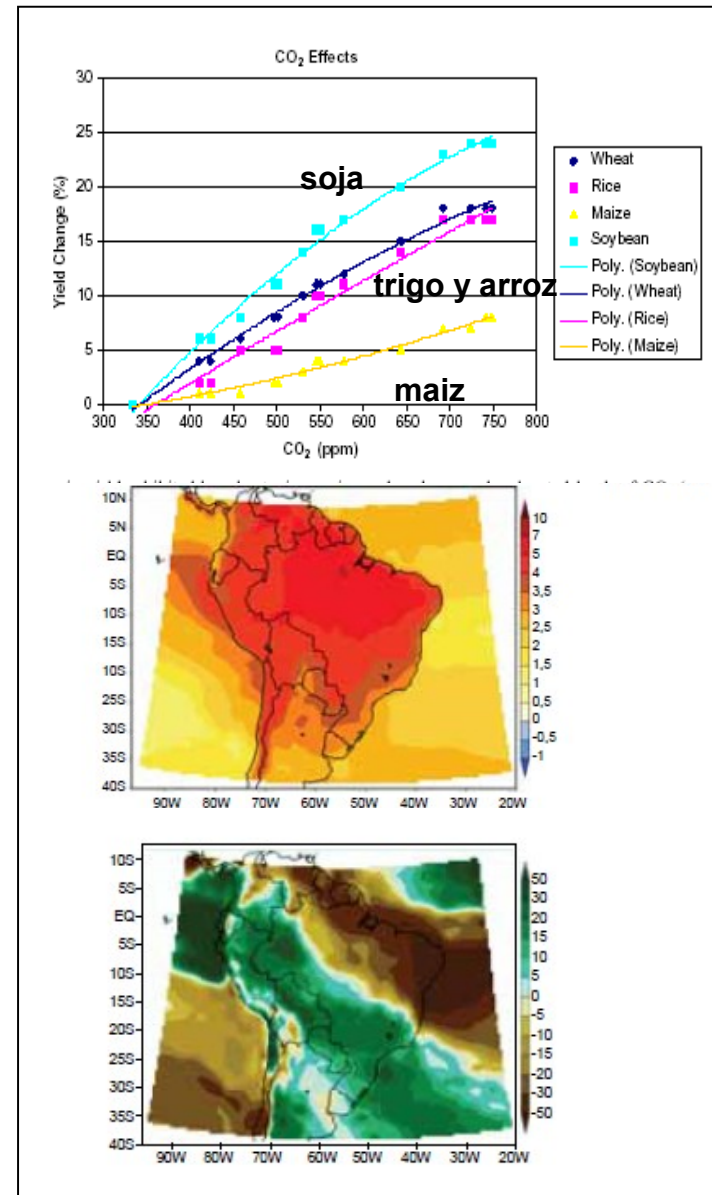 CO₂ Effects
30
25
20
15
10
5
0
Yield Change (%)
soja
trigo y arroz
maiz
300 350 400 450 500 550 600 650 700 750 800
CO₂ (ppm)
Wheat
Rice
Maize
Soybean
Poly. (Soybean)
Poly. (Wheat)
Poly. (Rice)
Poly. (Maize)
10N
5N
EQ
5S
10S
15S
20S
25S
30S
35S
40S
90W 80W 70W 60W 50W 40W 30W 20W
10
7
5
4
3
3,5
2,5
2
1,5
1
0,5
0
-0,5
-1
10S
5S
EQ
5S
10S
15S
20S
25S
30S
35S
40S
90W 80W 70W 60W 50W 40W 30W 20W
50
30
20
15
10
5
0
-5
-10
-15
-20
-30
-50